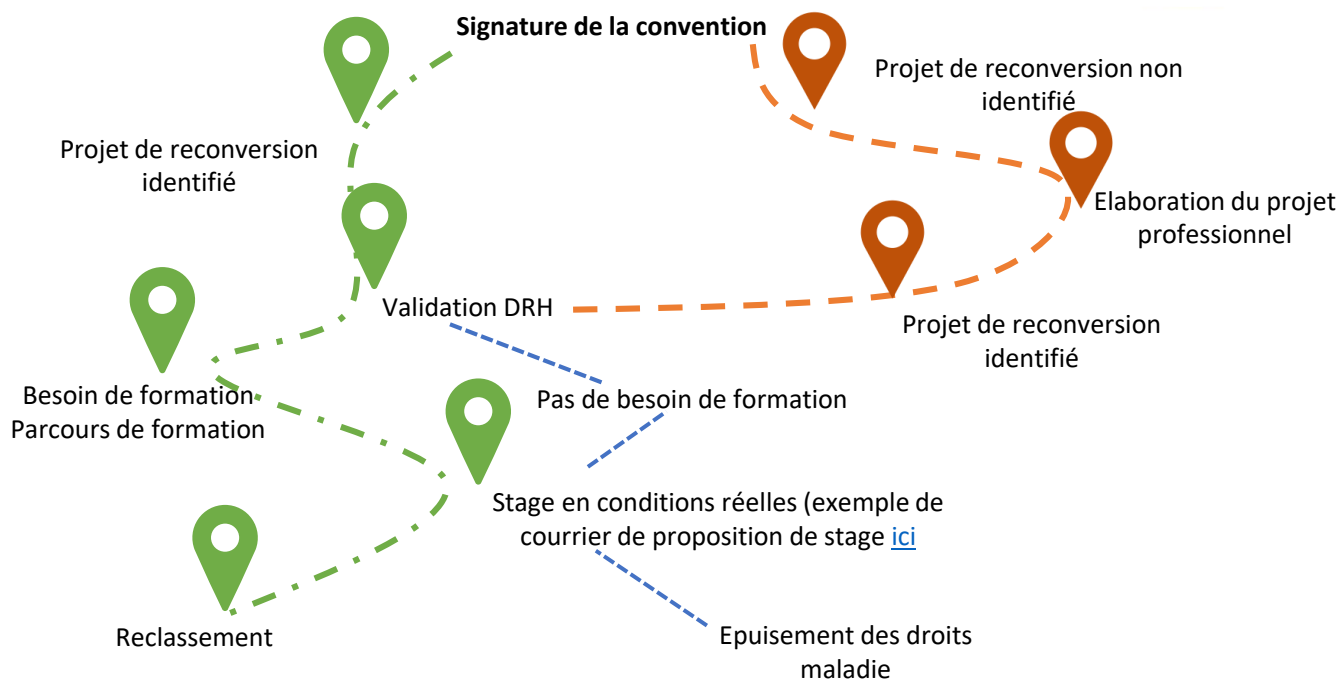 Signature de la convention
Projet de reconversion non
identifié
Projet de reconversion
identifié
Elaboration du projet
professionnel
Validation DRH
Projet de reconversion
identifié
Besoin de formation
Parcours de formation
Pas de besoin de formation
Stage en conditions réelles (exemple de
courrier de proposition de stage ici
Reclassement
Epuisement des droits
maladie